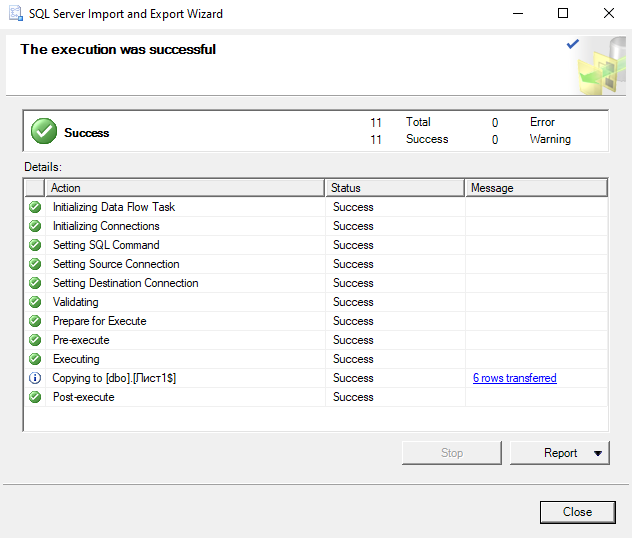 SQL Server Import and Export Wizard
The execution was successful
Success
11 Total 0 Error
11 Success 0 Warning
Details:
Action Status Message
Initializing Data Flow Task Success
Initializing Connections Success
Setting SQL Command Success
Setting Source Connection Success
Setting Destination Connection Success
Validating Success
Prepare for Execute Success
Pre-execute Success
Executing Success
Copying to [dbo].[Лист1$] Success 6 rows transferred
Post-execute Success
Stop Report
Close